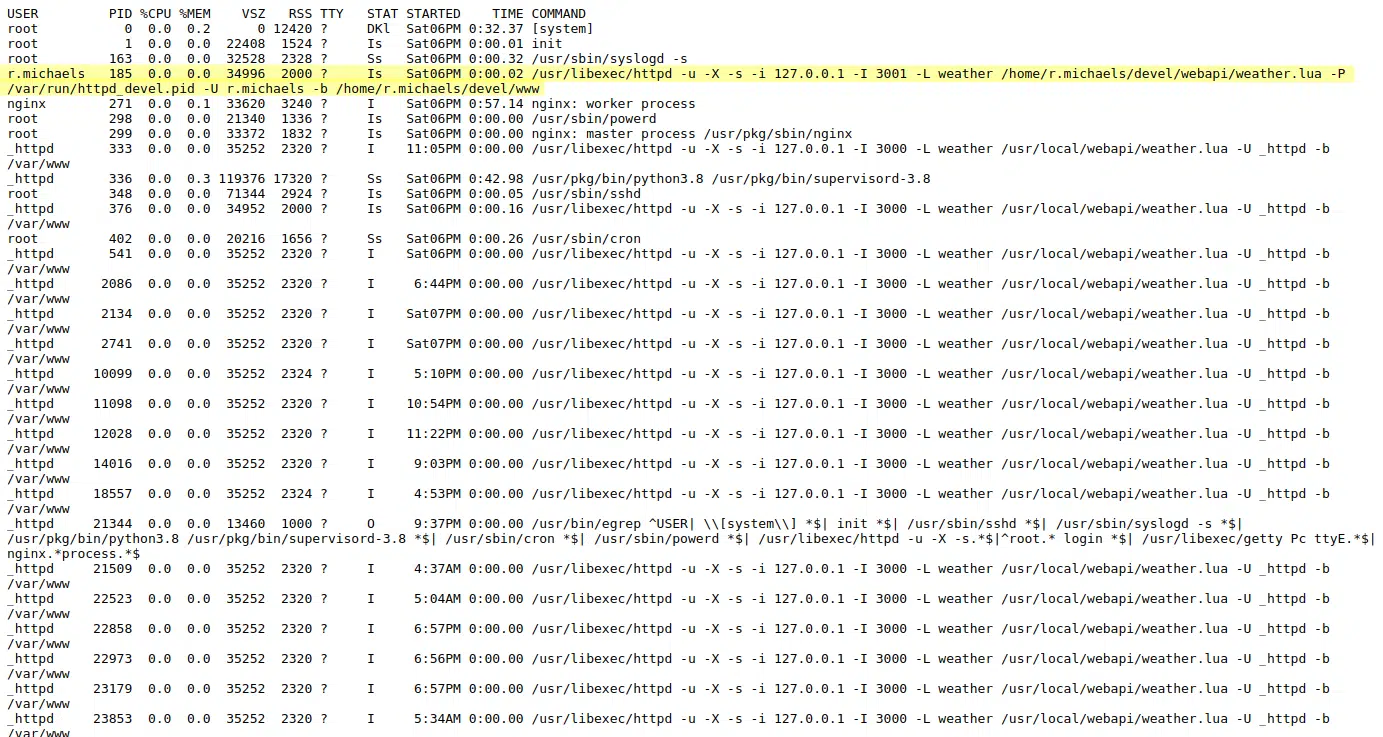 USER         PID %CPU %MEM    VSZ   RSS TTY   STAT STARTED    TIME COMMAND
root           0  0.0  0.2      0 12420 ?     DKl  Sat06PM 0:32.37 [system]
root           1  0.0  0.0  22408  1524 ?     Is   Sat06PM 0:00.01 init
root         163  0.0  0.0  32528  2328 ?     Ss   Sat06PM 0:00.32 /usr/sbin/syslogd -s
r.michaels   185  0.0  0.0  34996  2000 ?     Is   Sat06PM 0:00.02 /usr/libexec/httpd -u -X -s -i 127.0.0.1 -I 3001 -L weather /home/r.michaels/devel/webapi/weather.lua -P
/var/run/httpd_devel.pid -U r.michaels -b /home/r.michaels/devel/www
nginx        271  0.0  0.1  33620  3240 ?     I    Sat06PM 0:57.14 nginx: worker process
root         298  0.0  0.0  21340  1336 ?     Is   Sat06PM 0:00.00 /usr/sbin/powerd
root         299  0.0  0.0  33372  1832 ?     Is   Sat06PM 0:00.00 nginx: master process /usr/pkg/sbin/nginx
_httpd       333  0.0  0.0  35252  2320 ?     I    11:05PM 0:00.00 /usr/libexec/httpd -u -X -s -i 127.0.0.1 -I 3000 -L weather /usr/local/webapi/weather.lua -U _httpd -b
/var/www
_httpd       336  0.0  0.3 119376 17320 ?     Ss   Sat06PM 0:42.98 /usr/pkg/bin/python3.8 /usr/pkg/bin/supervisord-3.8
root         348  0.0  0.0  71344  2924 ?     Is   Sat06PM 0:00.05 /usr/sbin/sshd
_httpd       376  0.0  0.0  34952  2000 ?     Is   Sat06PM 0:00.16 /usr/libexec/httpd -u -X -s -i 127.0.0.1 -I 3000 -L weather /usr/local/webapi/weather.lua -U _httpd -b
/var/www
root         402  0.0  0.0  20216  1656 ?     Ss   Sat06PM 0:00.26 /usr/sbin/cron
_httpd       541  0.0  0.0  35252  2320 ?     I    Sat06PM 0:00.00 /usr/libexec/httpd -u -X -s -i 127.0.0.1 -I 3000 -L weather /usr/local/webapi/weather.lua -U _httpd -b
/var/www
_httpd      2086  0.0  0.0  35252  2320 ?     I     6:44PM 0:00.00 /usr/libexec/httpd -u -X -s -i 127.0.0.1 -I 3000 -L weather /usr/local/webapi/weather.lua -U _httpd -b
/var/www
_httpd      2134  0.0  0.0  35252  2320 ?     I    Sat07PM 0:00.00 /usr/libexec/httpd -u -X -s -i 127.0.0.1 -I 3000 -L weather /usr/local/webapi/weather.lua -U _httpd -b
/var/www
_httpd      2741  0.0  0.0  35252  2320 ?     I    Sat07PM 0:00.00 /usr/libexec/httpd -u -X -s -i 127.0.0.1 -I 3000 -L weather /usr/local/webapi/weather.lua -U _httpd -b
/var/www
_httpd     10099  0.0  0.0  35252  2324 ?     I     5:10PM 0:00.00 /usr/libexec/httpd -u -X -s -i 127.0.0.1 -I 3000 -L weather /usr/local/webapi/weather.lua -U _httpd -b
/var/www
_httpd     11098  0.0  0.0  35252  2320 ?     I    10:54PM 0:00.00 /usr/libexec/httpd -u -X -s -i 127.0.0.1 -I 3000 -L weather /usr/local/webapi/weather.lua -U _httpd -b
/var/www
_httpd     12028  0.0  0.0  35252  2320 ?     I    11:22PM 0:00.00 /usr/libexec/httpd -u -X -s -i 127.0.0.1 -I 3000 -L weather /usr/local/webapi/weather.lua -U _httpd -b
/var/www
_httpd     14016  0.0  0.0  35252  2320 ?     I     9:03PM 0:00.00 /usr/libexec/httpd -u -X -s -i 127.0.0.1 -I 3000 -L weather /usr/local/webapi/weather.lua -U _httpd -b
/var/www
_httpd     18557  0.0  0.0  35252  2324 ?     I     4:53PM 0:00.00 /usr/libexec/httpd -u -X -s -i 127.0.0.1 -I 3000 -L weather /usr/local/webapi/weather.lua -U _httpd -b
/var/www
_httpd     21344  0.0  0.0  13460  1000 ?     O     9:37PM 0:00.00 /usr/bin/egrep ^USER| \\[system\\] *$| init *$| /usr/sbin/sshd *$| /usr/sbin/syslogd -s *$|
/usr/pkg/bin/python3.8 /usr/pkg/bin/supervisord-3.8 *$| /usr/sbin/cron *$| /usr/sbin/powerd *$| /usr/libexec/httpd -u -X -s.*$|^root.* login *$| /usr/libexec/getty Pc ttyE.*$|
nginx.*process.*$
_httpd     21509  0.0  0.0  35252  2320 ?     I     4:37AM 0:00.00 /usr/libexec/httpd -u -X -s -i 127.0.0.1 -I 3000 -L weather /usr/local/webapi/weather.lua -U _httpd -b
/var/www
_httpd     22523  0.0  0.0  35252  2320 ?     I     5:04AM 0:00.00 /usr/libexec/httpd -u -X -s -i 127.0.0.1 -I 3000 -L weather /usr/local/webapi/weather.lua -U _httpd -b
/var/www
_httpd     22858  0.0  0.0  35252  2320 ?     I     6:57PM 0:00.00 /usr/libexec/httpd -u -X -s -i 127.0.0.1 -I 3000 -L weather /usr/local/webapi/weather.lua -U _httpd -b
/var/www
_httpd     22973  0.0  0.0  35252  2320 ?     I     6:56PM 0:00.00 /usr/libexec/httpd -u -X -s -i 127.0.0.1 -I 3000 -L weather /usr/local/webapi/weather.lua -U _httpd -b
/var/www
_httpd     23179  0.0  0.0  35252  2320 ?     I     6:57PM 0:00.00 /usr/libexec/httpd -u -X -s -i 127.0.0.1 -I 3000 -L weather /usr/local/webapi/weather.lua -U _httpd -b
/var/www
_httpd     23853  0.0  0.0  35252  2320 ?     I     5:34AM 0:00.00 /usr/libexec/httpd -u -X -s -i 127.0.0.1 -I 3000 -L weather /usr/local/webapi/weather.lua -U _httpd -b
/var/www